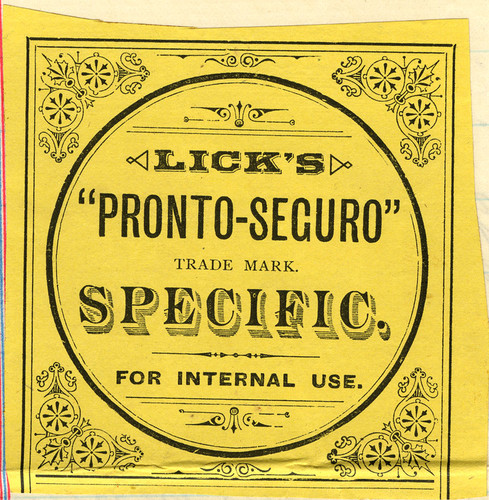 LICK'S
"PRONTO-SEGURO"
TRADE MARK.
SPECIFIC,
FOR INTERNAL USE.